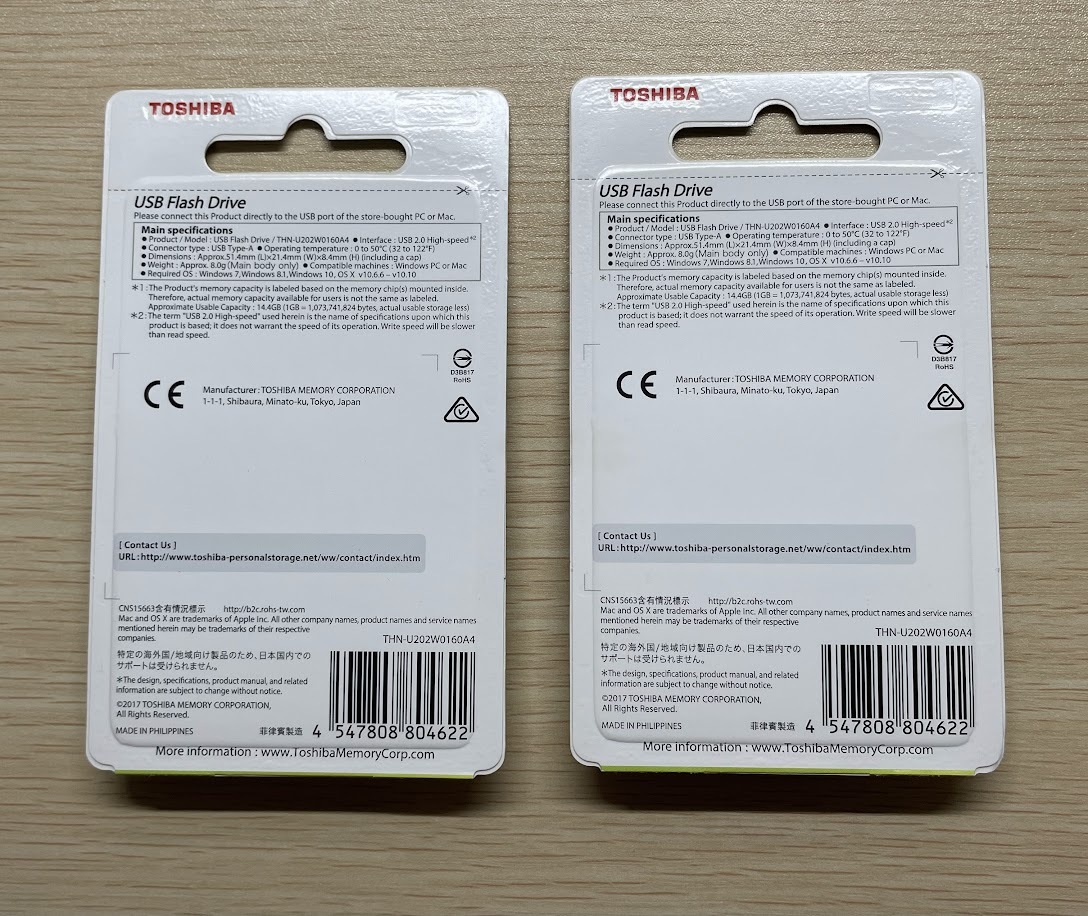 TOSHIBA
USB Flash Drive
Please connect this Product directly to the USB port of the store-bought PC or Mac.
Main specifications
● Product / Model : USB Flash Drive / THN-U202W0160A4 ● Interface : USB 2.0 High-speed*2
● Connector type : USB Type-A ● Operating temperature : 0 to 50°C (32 to 122°F)
● Dimensions : Approx.51.4mm (L)×21.4mm (W)×8.4mm (H) (including a cap)
● Weight : Approx. 8.0g (Main body only) ● Compatible machines : Windows PC or Mac
● Required OS : Windows 7, Windows 8.1, Windows 10, OS X v10.6.6 – v10.10
*1 : The Product's memory capacity is labeled based on the memory chip(s) mounted inside.
Therefore, actual memory capacity available for users is not the same as labeled.
Approximate Usable Capacity : 14.4GB (1GB = 1,073,741,824 bytes, actual usable storage less)
*2 : The term "USB 2.0 High-speed" used herein is the name of specifications upon which this
product is based; it does not warrant the speed of its operation. Write speed will be slower
than read speed.
D3B817
RoHS
CE
Manufacturer : TOSHIBA MEMORY CORPORATION
1-1-1, Shibaura, Minato-ku, Tokyo, Japan
[ Contact Us ]
URL : http://www.toshiba-personalstorage.net/ww/contact/index.htm
CNS15663含有情況標示 http://b2c.rohs-tw.com
Mac and OS X are trademarks of Apple Inc. All other company names, product names and service names
mentioned herein may be trademarks of their respective
companies.
THN-U202W0160A4
特定の海外国/地域向け製品のため、日本国内での
サポートは受けられません。
*The design, specifications, product manual, and related
information are subject to change without notice.
©2017 TOSHIBA MEMORY CORPORATION,
All Rights Reserved.
MADE IN PHILIPPINES 菲律賓製造
4 547808 804622
More information : www.ToshibaMemoryCorp.com
TOSHIBA
USB Flash Drive
Please connect this Product directly to the USB port of the store-bought PC or Mac.
Main specifications
● Product / Model : USB Flash Drive / THN-U202W0160A4 ● Interface : USB 2.0 High-speed*2
● Connector type : USB Type-A ● Operating temperature : 0 to 50°C (32 to 122°F)
● Dimensions : Approx.51.4mm (L)×21.4mm (W)×8.4mm (H) (including a cap)
● Weight : Approx. 8.0g (Main body only) ● Compatible machines : Windows PC or Mac
● Required OS : Windows 7, Windows 8.1, Windows 10, OS X v10.6.6 – v10.10
*1 : The Product's memory capacity is labeled based on the memory chip(s) mounted inside.
Therefore, actual memory capacity available for users is not the same as labeled.
Approximate Usable Capacity : 14.4GB (1GB = 1,073,741,824 bytes, actual usable storage less)
*2 : The term "USB 2.0 High-speed" used herein is the name of specifications upon which this
product is based; it does not warrant the speed of its operation. Write speed will be slower
than read speed.
D3B817
RoHS
CE
Manufacturer : TOSHIBA MEMORY CORPORATION
1-1-1, Shibaura, Minato-ku, Tokyo, Japan
[ Contact Us ]
URL : http://www.toshiba-personalstorage.net/ww/contact/index.htm
CNS15663含有情況標示 http://b2c.rohs-tw.com
Mac and OS X are trademarks of Apple Inc. All other company names, product names and service names
mentioned herein may be trademarks of their respective
companies.
THN-U202W0160A4
特定の海外国/地域向け製品のため、日本国内での
サポートは受けられません。
*The design, specifications, product manual, and related
information are subject to change without notice.
©2017 TOSHIBA MEMORY CORPORATION,
All Rights Reserved.
MADE IN PHILIPPINES 菲律賓製造
4 547808 804622
More information : www.ToshibaMemoryCorp.com